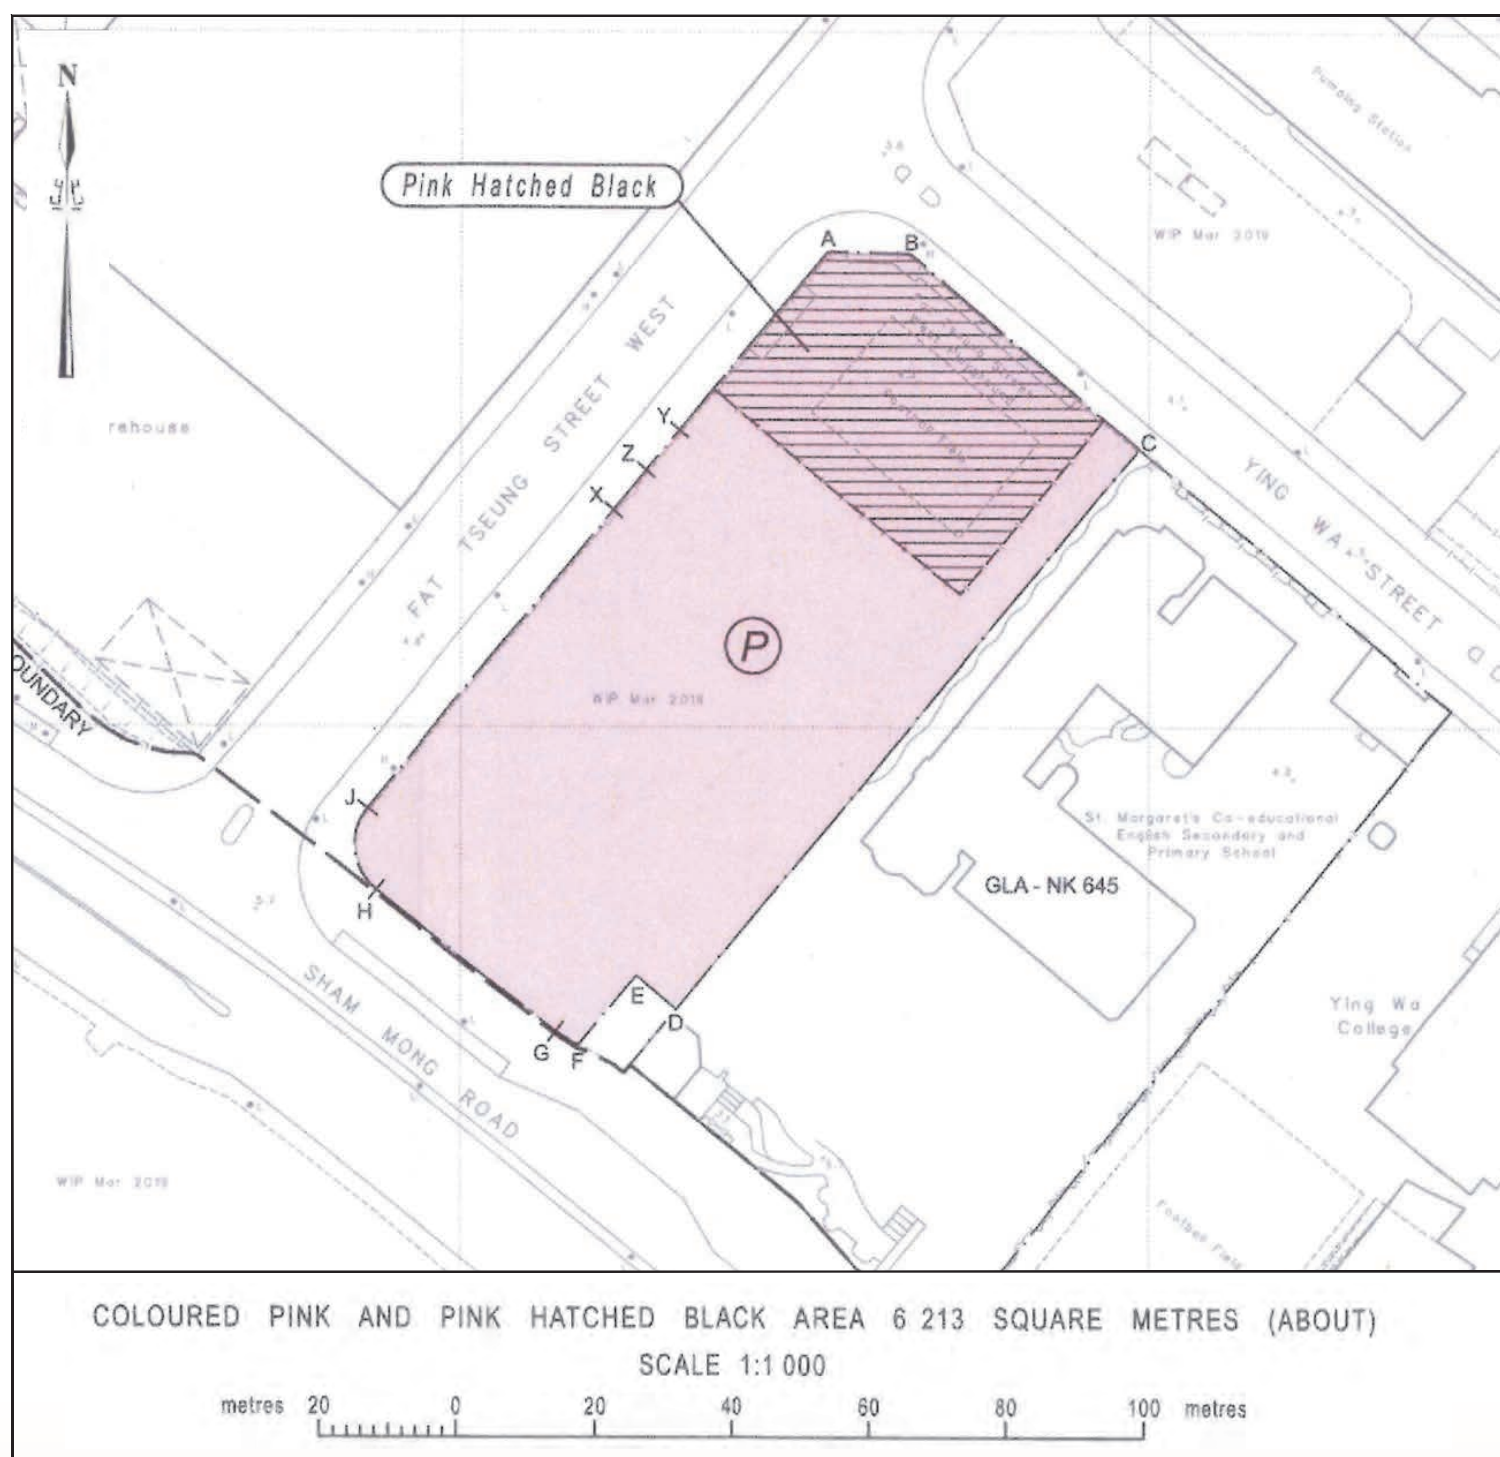 N
Pumping Station
Pink Hatched Black
WIP Mar 2019
A
B
FAT TSEUNG STREET WEST
Y
C
rehouse
Z
YING WA STREET
X
P
WIP Mar 2019
OUNDARY
J
St. Margaret's Co-educational
English Secondary and
Primary School
GLA - NK 645
H
E
D
Ying Wa
College
SHAM MONG ROAD
G
F
WIP Mar 2019
Football Field
COLOURED PINK AND PINK HATCHED BLACK AREA 6 213 SQUARE METRES (ABOUT)
SCALE 1:1 000
metres 20 0 20 40 60 80 100 metres